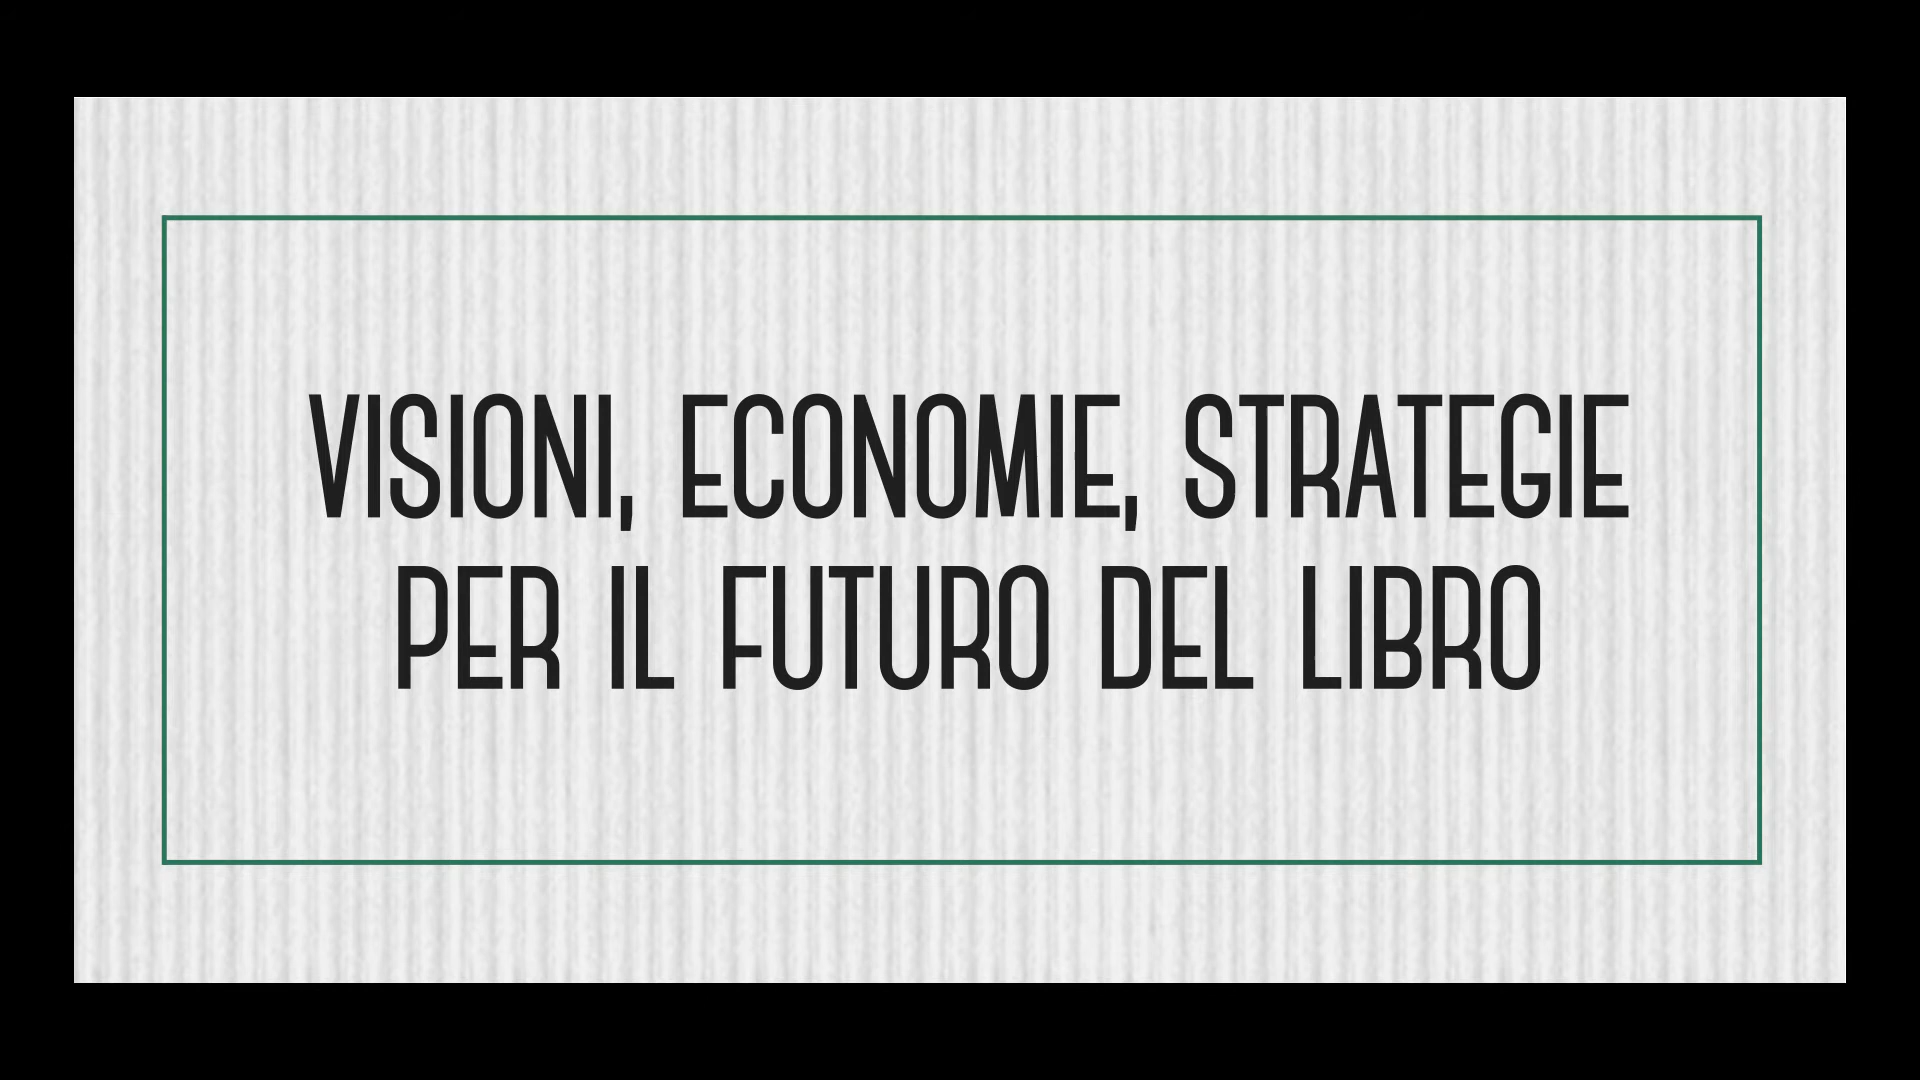 VISIONI, ECONOMIE, STRATEGIE
PER IL FUTURO DEL LIBRO